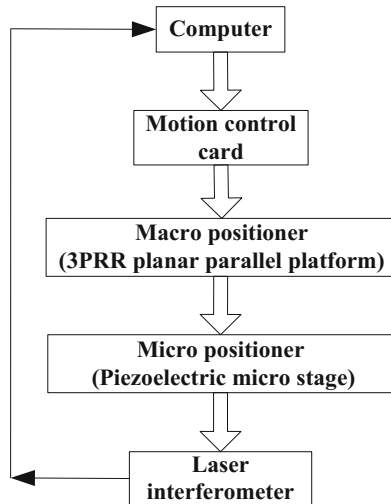 Computer
Motion control
card
Macro positioner
(3PRR planar parallel platform)
Micro positioner
(Piezoelectric micro stage)
Laser
interferometer